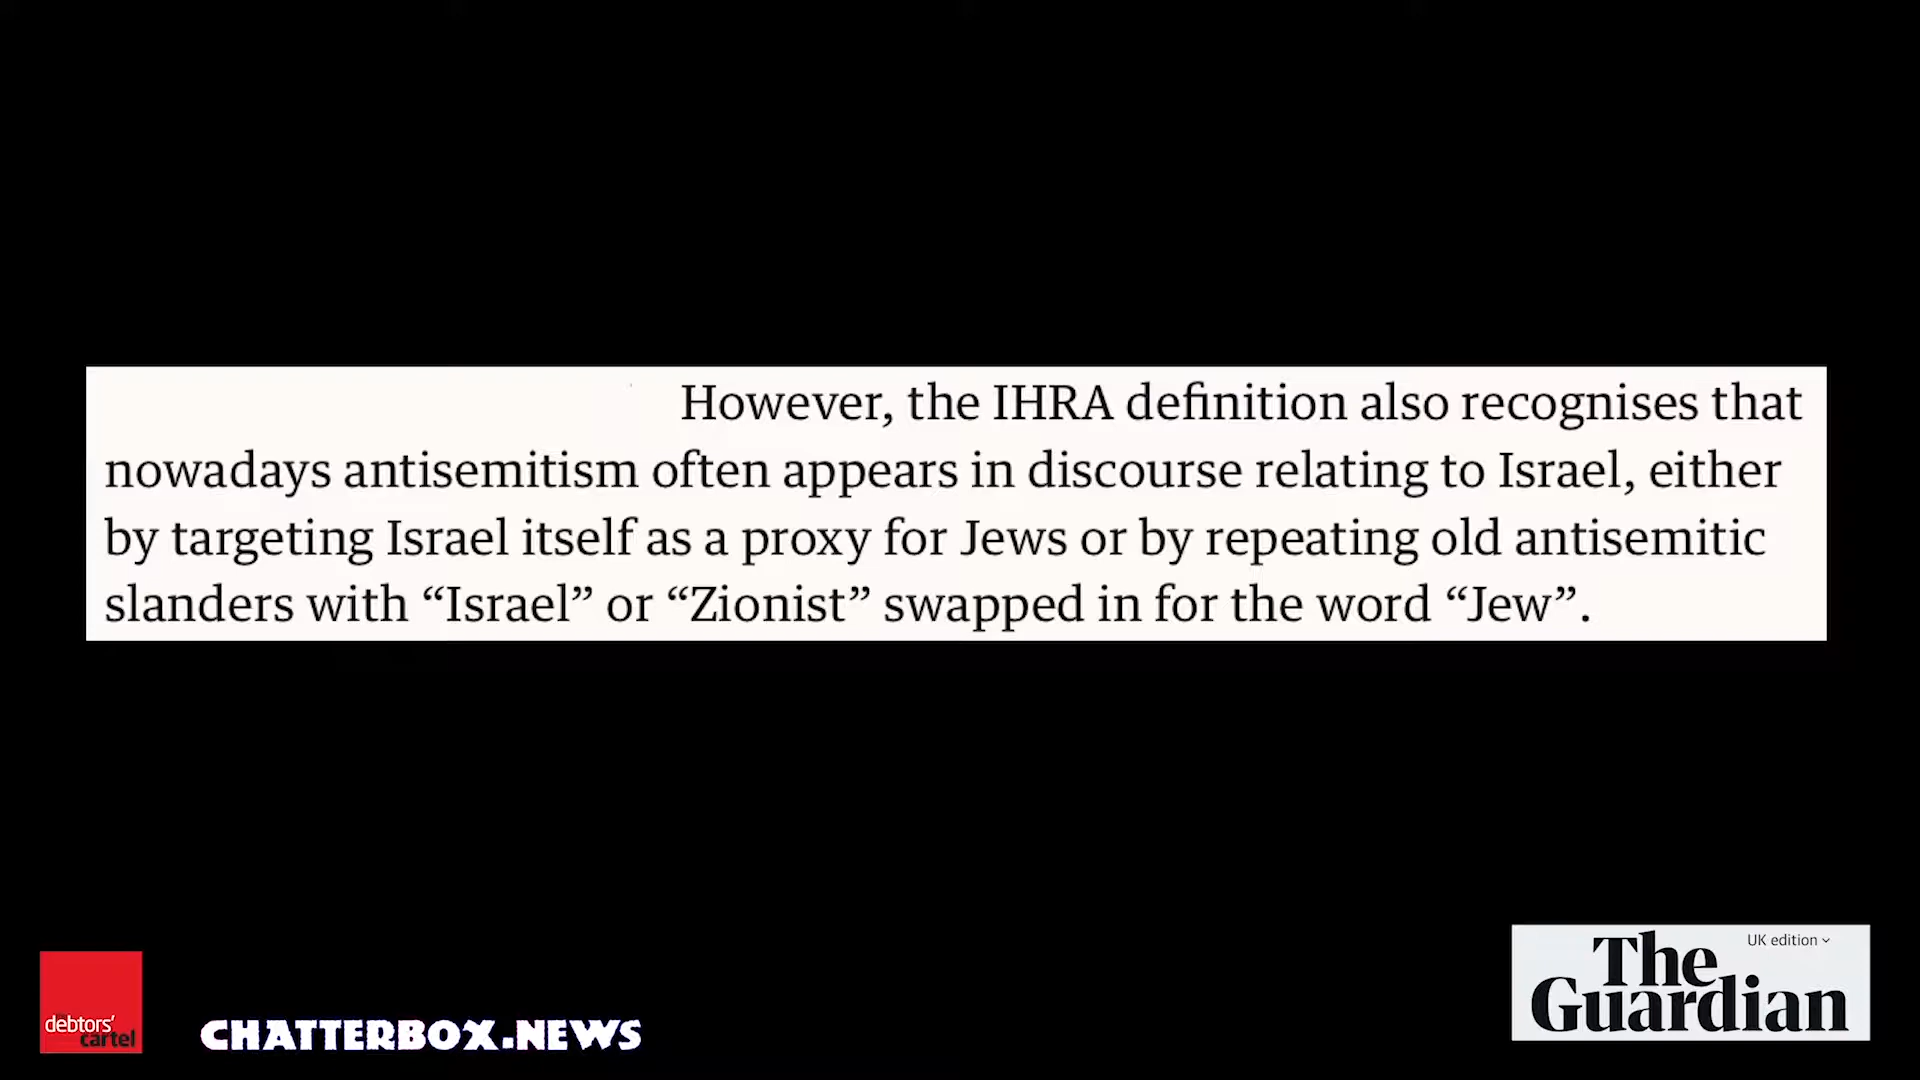 However, the IHRA definition also recognises that
nowadays antisemitism often appears in discourse relating to Israel, either
by targeting Israel itself as a proxy for Jews or by repeating old antisemitic
slanders with “Israel” or “Zionist” swapped in for the word “Jew”.
debtors’
cartel
CHATTERBOX.NEWS
UK edition
The
Guardian